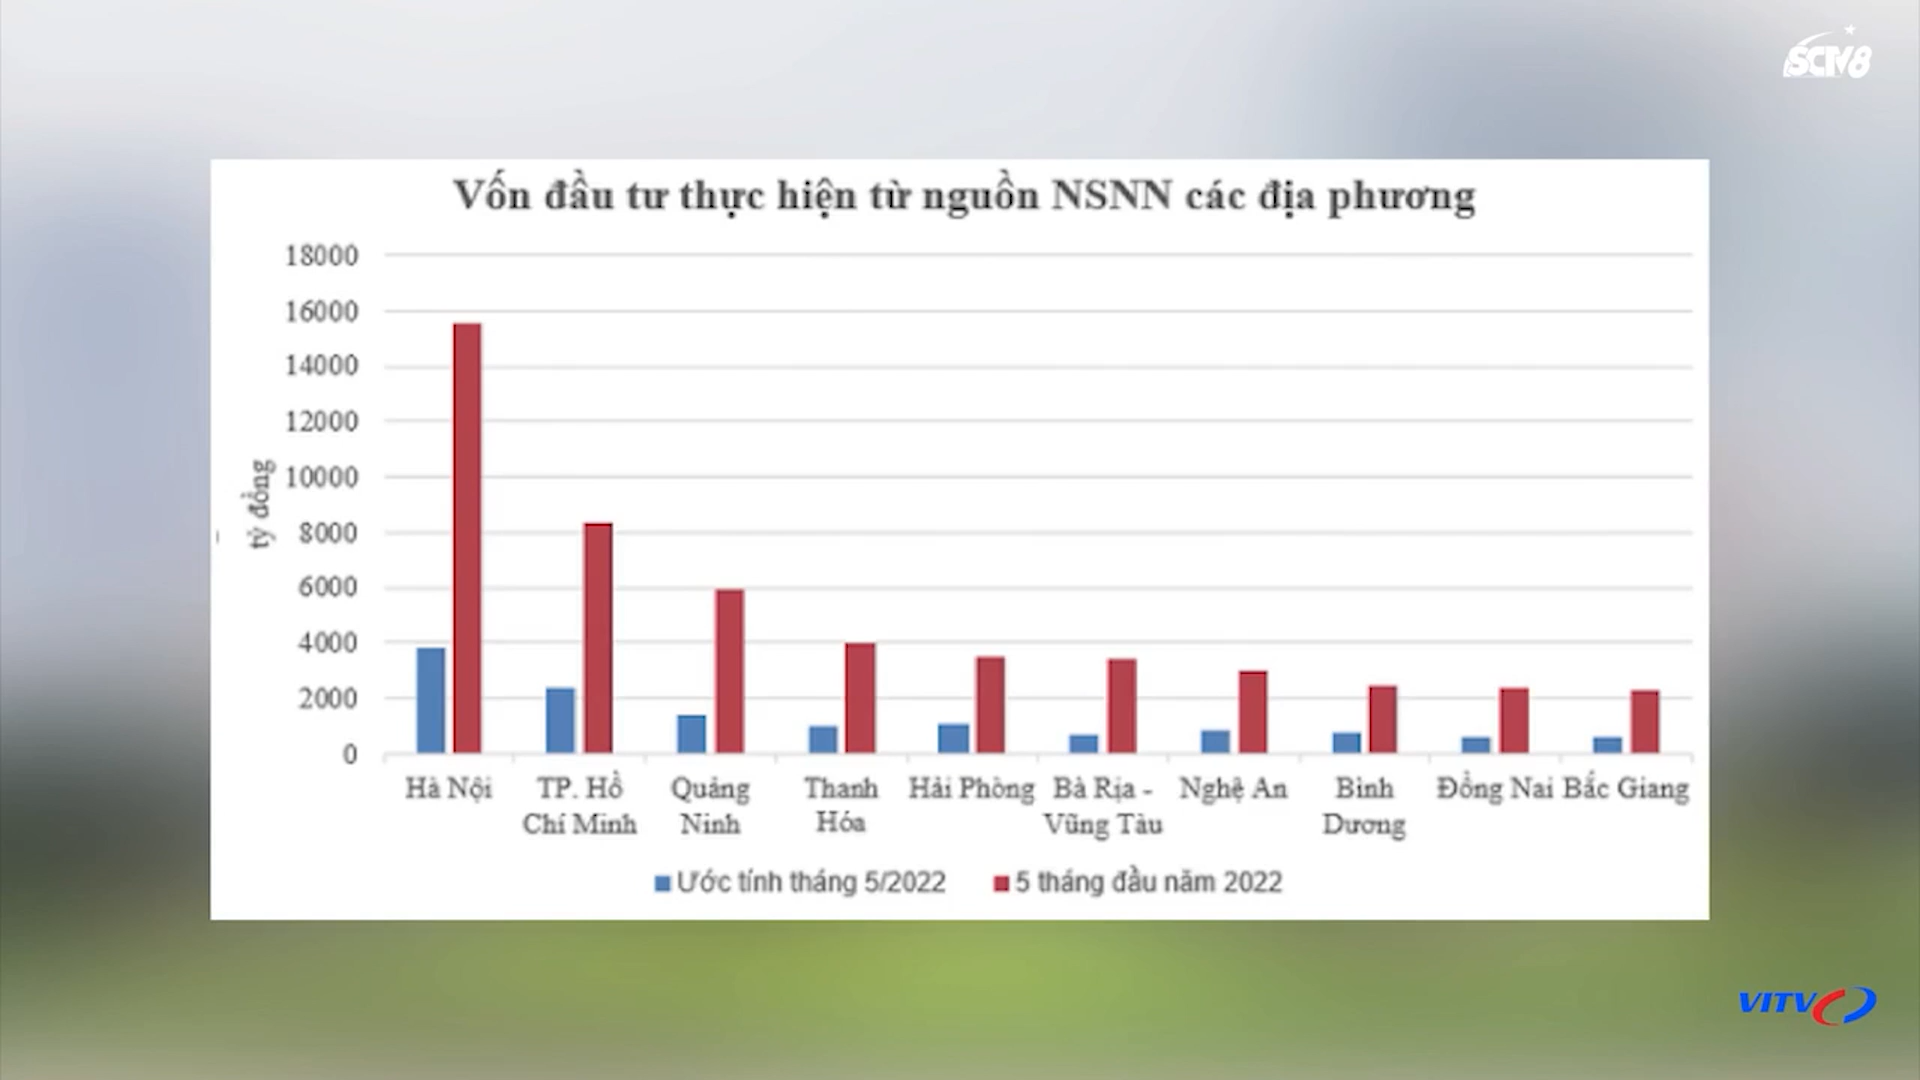 SCTV8
Vốn đầu tư thực hiện từ nguồn NSNN các địa phương
18000
16000
14000
12000
10000
8000
6000
4000
2000
0
tỷ đồng
Hà Nội
TP. Hồ
Chí Minh
Quảng
Ninh
Thanh
Hóa
Hải Phòng
Bà Rịa -
Vũng Tàu
Nghệ An
Bình
Dương
Đồng Nai
Bắc Giang
Ước tính tháng 5/2022
5 tháng đầu năm 2022
VITV